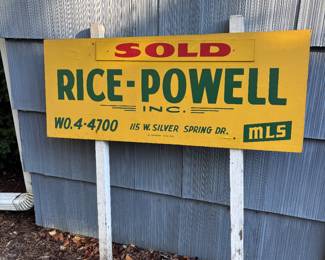 SOLD
RICE-POWELL
INC.
WO.4-4700 115 W. SILVER SPRING DR. MLS